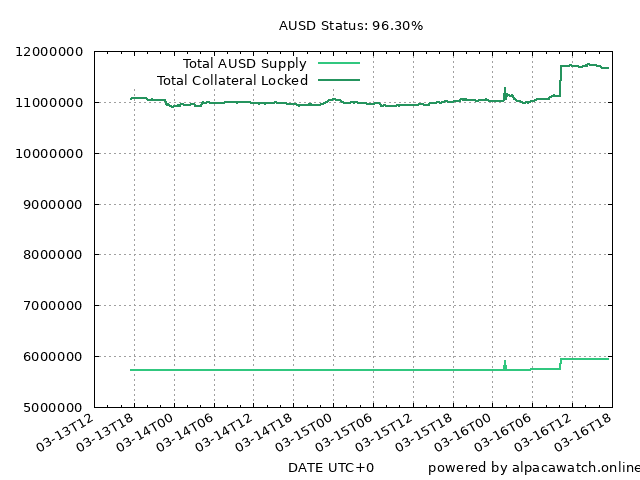 AUSD Status: 96.30%
12000000
11000000
10000000
9000000
8000000
7000000
6000000
5000000
Total AUSD Supply
Total Collateral Locked
03-13T12
03-13T18
03-14T00
03-14T06
03-14T12
03-14T18
03-15T00
03-15T06
03-15T12
03-15T18
03-16T00
03-16T06
03-16T12
03-16T18
DATE UTC+0
powered by alpacawatch.online